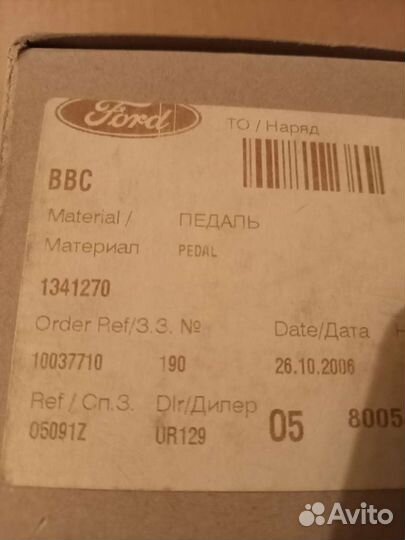 Ford
TO / Наряд
BBC
Material / ПЕДАЛЬ
Материал PEDAL
1341270
Order Ref/З.З. № Date/Дата
10037710 190 26.10.2006
Ref / Сп.З. Dlr/Дилер
05091Z UR129 05 8005
Avito